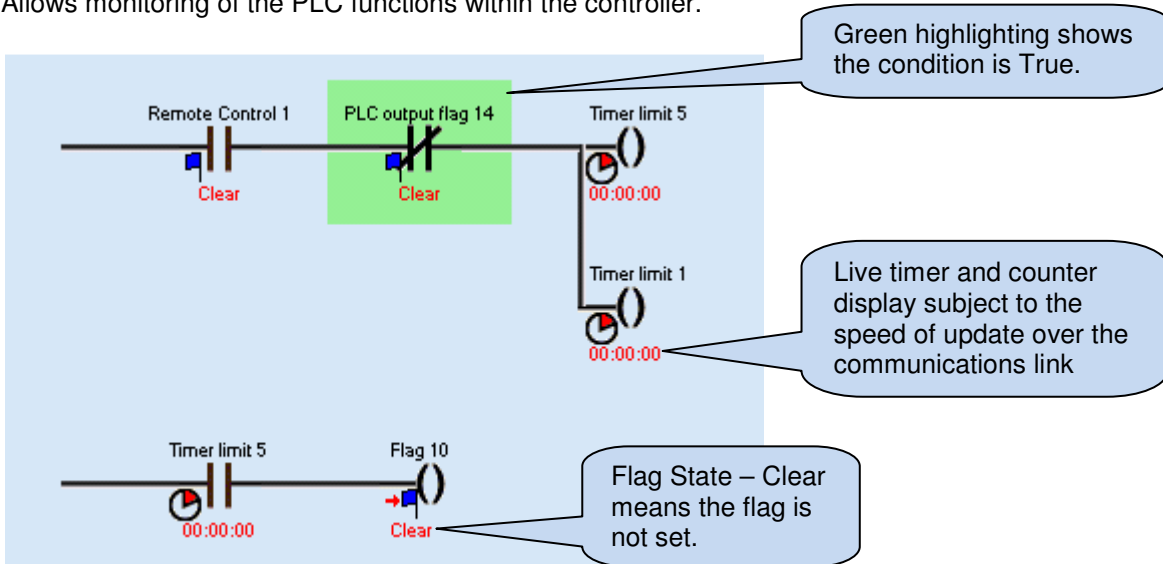 Allows monitoring of the PLC functions within the controller.
Green highlighting shows
the condition is True.
Remote Control 1
PLC output flag 14
Timer limit 5
Clear
Clear
00:00:00
Timer limit 1
00:00:00
Live timer and counter
display subject to the
speed of update over the
communications link
Timer limit 5
Flag 10
00:00:00
Clear
Flag State – Clear
means the flag is
not set.